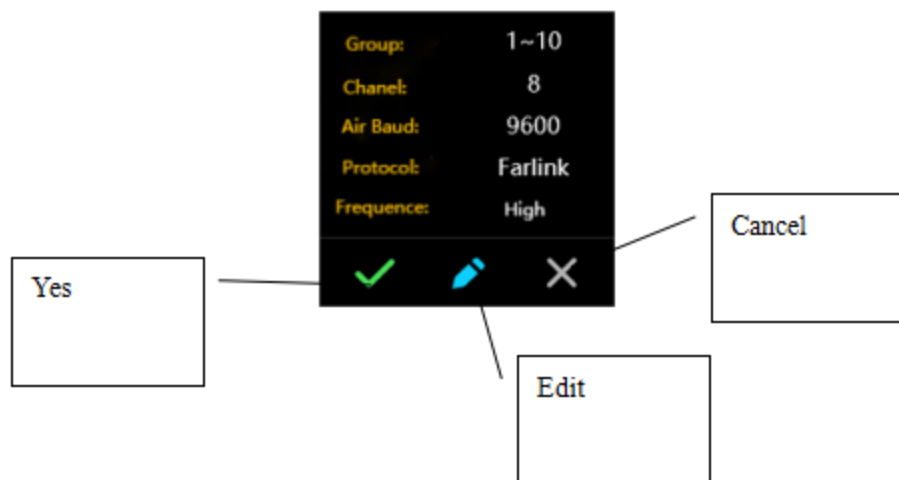 Group: 1~10
Chanel: 8
Air Baud: 9600
Protocol: Farlink
Frequence: High
Cancel
Yes
Edit